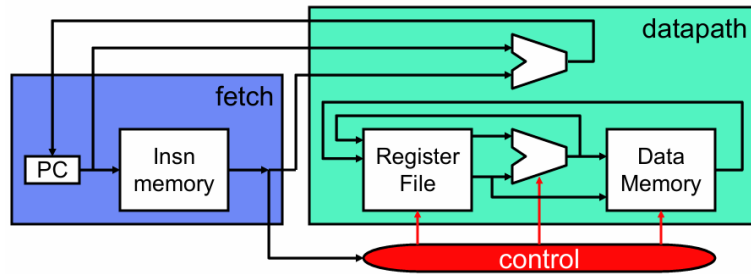 datapath
fetch
PC
Insn
memory
Register
File
Data
Memory
control